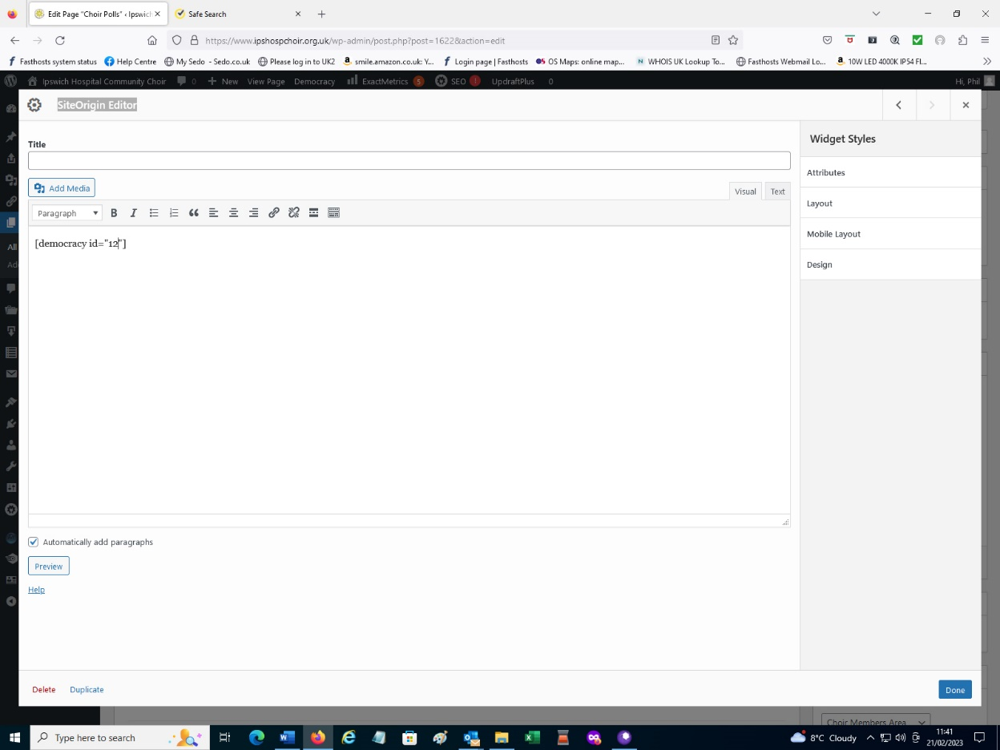 Edit Page "Choir Polls" ‹ Ipswich
Safe Search
https://www.ipshospchoir.org.uk/wp-admin/post.php?post=1622&action=edit
Fasthosts system status
Help Centre
My Sedo - Sedo.co.uk
Please log in to UK2
smile.amazon.co.uk: Y...
Login page | Fasthosts
OS Maps: online map...
WHOIS UK Lookup To...
Fasthosts Webmail Lo...
10W LED 4000K IP54 Fl...
Ipswich Hospital Community Choir
0
New
View Page
Democracy
ExactMetrics 5
SEO !
UpdraftPlus
0
Hi, Phil
SiteOrigin Editor
Title
Add Media
Visual
Text
Paragraph
[democracy id="12"]
Automatically add paragraphs
Preview
Help
Widget Styles
Attributes
Layout
Mobile Layout
Design
All
Ad
Delete
Duplicate
Done
Choir Members Area
Type here to search
8°C Cloudy
11:41
21/02/2023